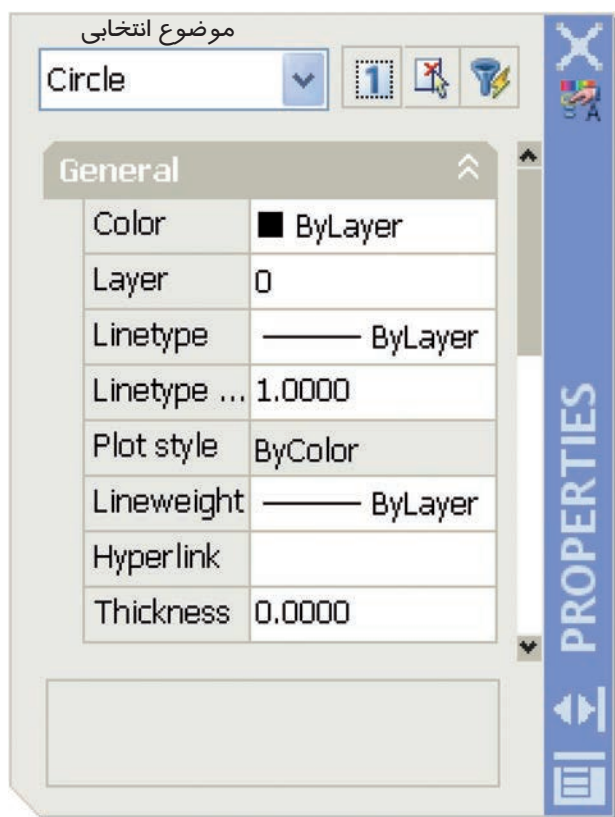 موضوع انتخابی
Circle
1
General
Color ByLayer
Layer 0
Linetype ByLayer
Linetype ... 1.0000
Plot style ByColor
Lineweight ByLayer
Hyperlink
Thickness 0.0000
PROPERTIES